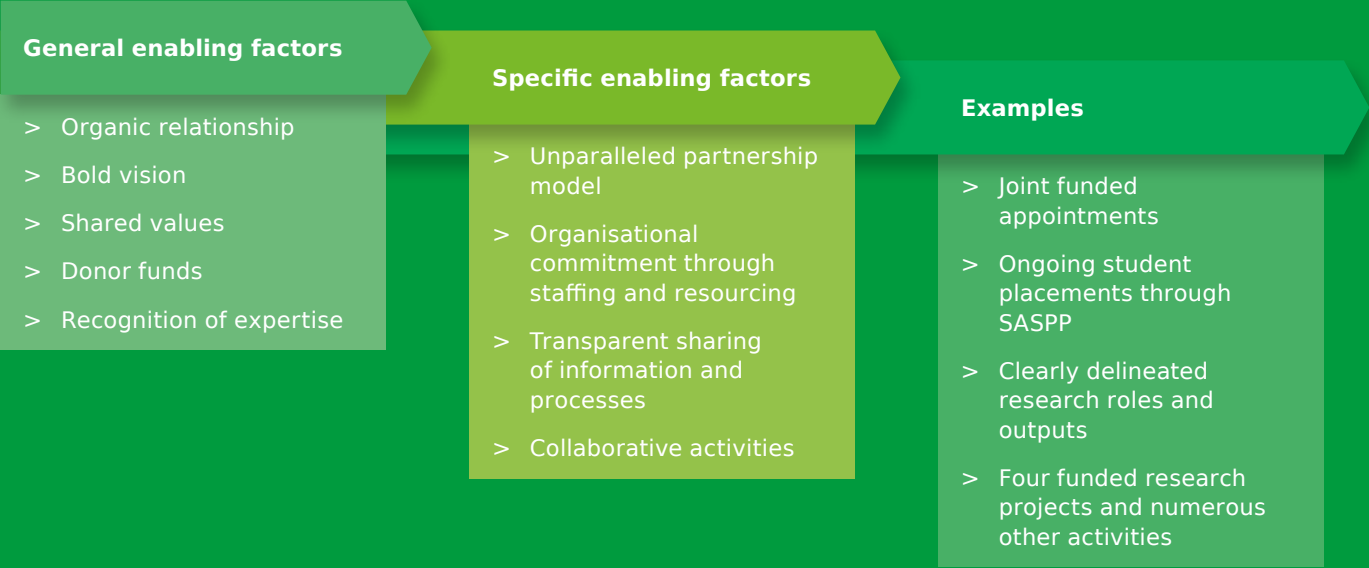 General enabling factors
> Organic relationship
> Bold vision
> Shared values
> Donor funds
> Recognition of expertise
Specific enabling factors
> Unparalleled partnership
model
> Organisational
commitment through
staffing and resourcing
> Transparent sharing
of information and
processes
> Collaborative activities
Examples
> Joint funded
appointments
> Ongoing student
placements through
SASPP
> Clearly delineated
research roles and
outputs
> Four funded research
projects and numerous
other activities